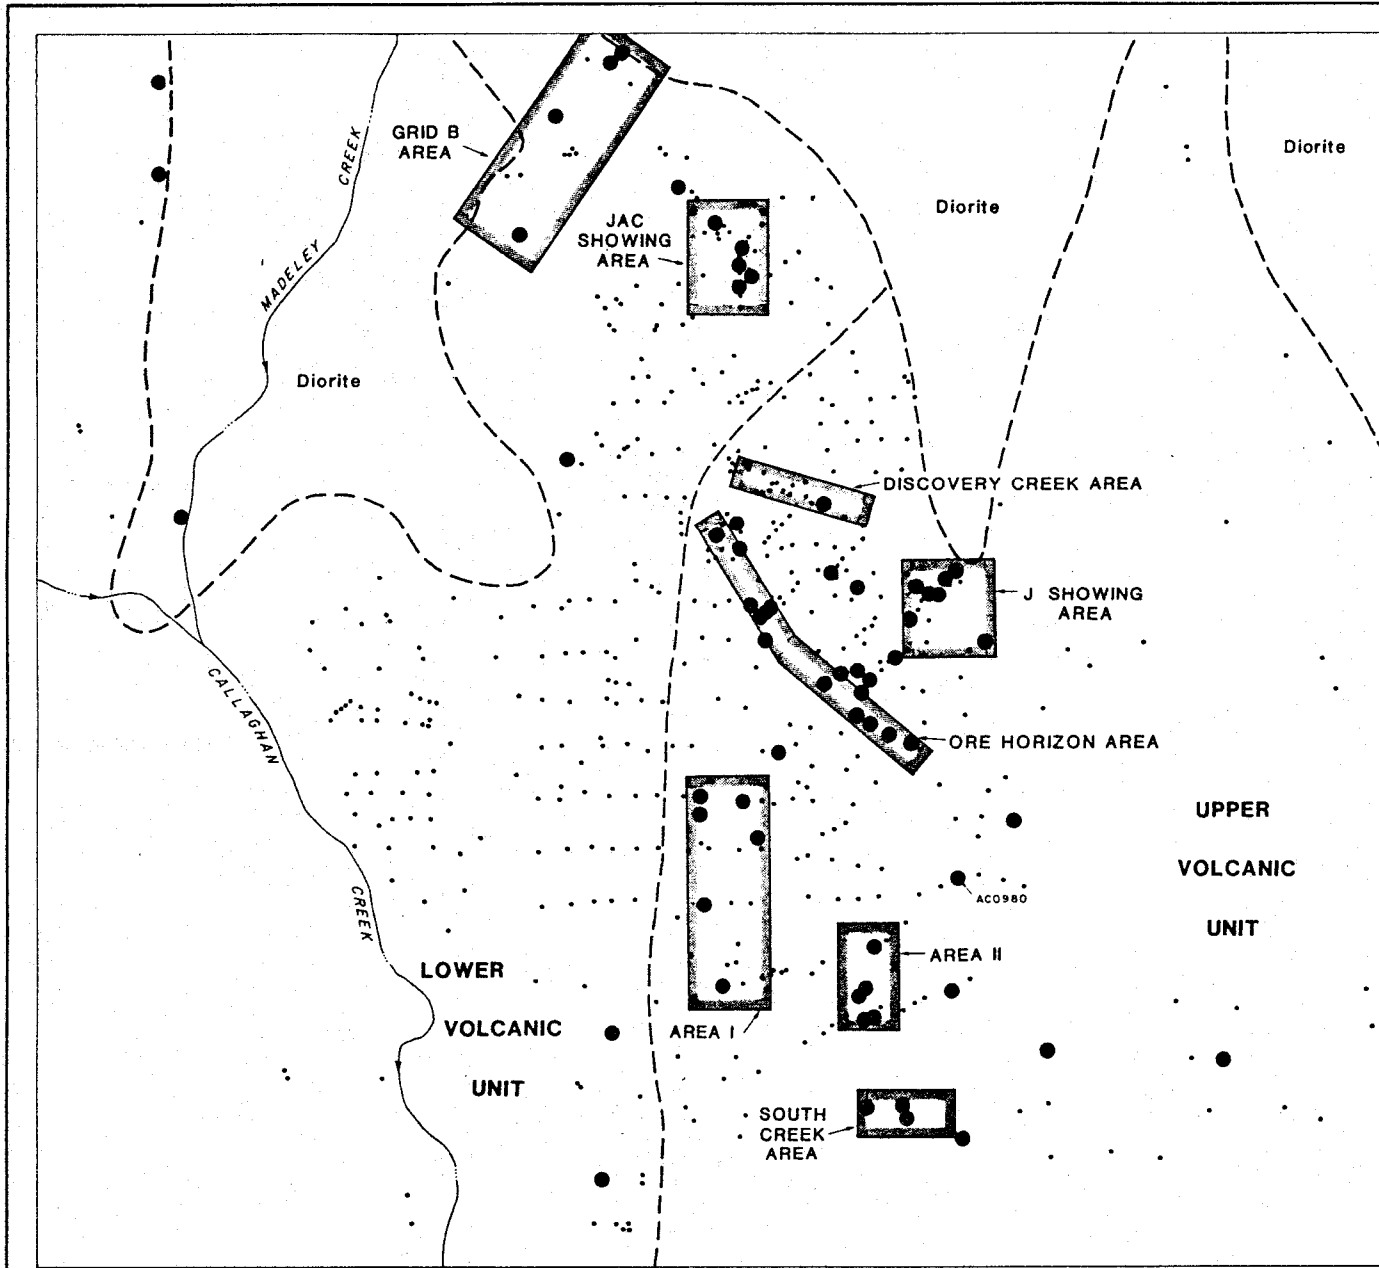 GRID B
AREA
CREEK
MADELEY
JAC
SHOWING
AREA
Diorite
Diorite
Diorite
DISCOVERY CREEK AREA
J SHOWING
AREA
CALLAGHAN
CREEK
ORE HORIZON AREA
UPPER
VOLCANIC
UNIT
AC0980
LOWER
VOLCANIC
UNIT
AREA II
AREA I
SOUTH
CREEK
AREA